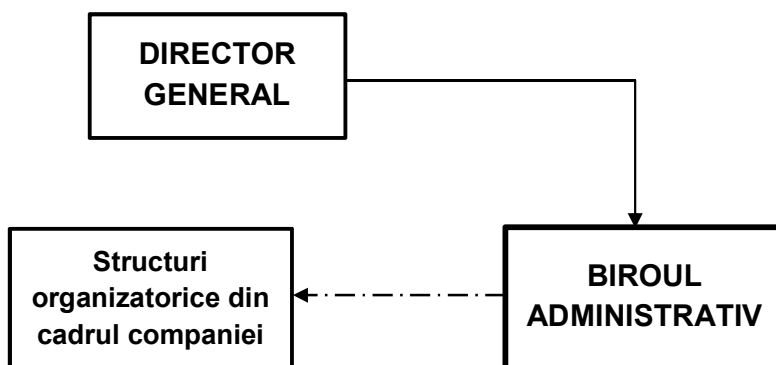 DIRECTOR
GENERAL
Structuri
organizatorice din
cadrul companiei
BIROUL
ADMINISTRATIV